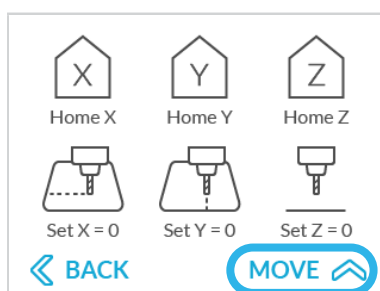 X Y Z
Home X Home Y Home Z
Set X = 0 Set Y = 0 Set Z = 0
BACK MOVE